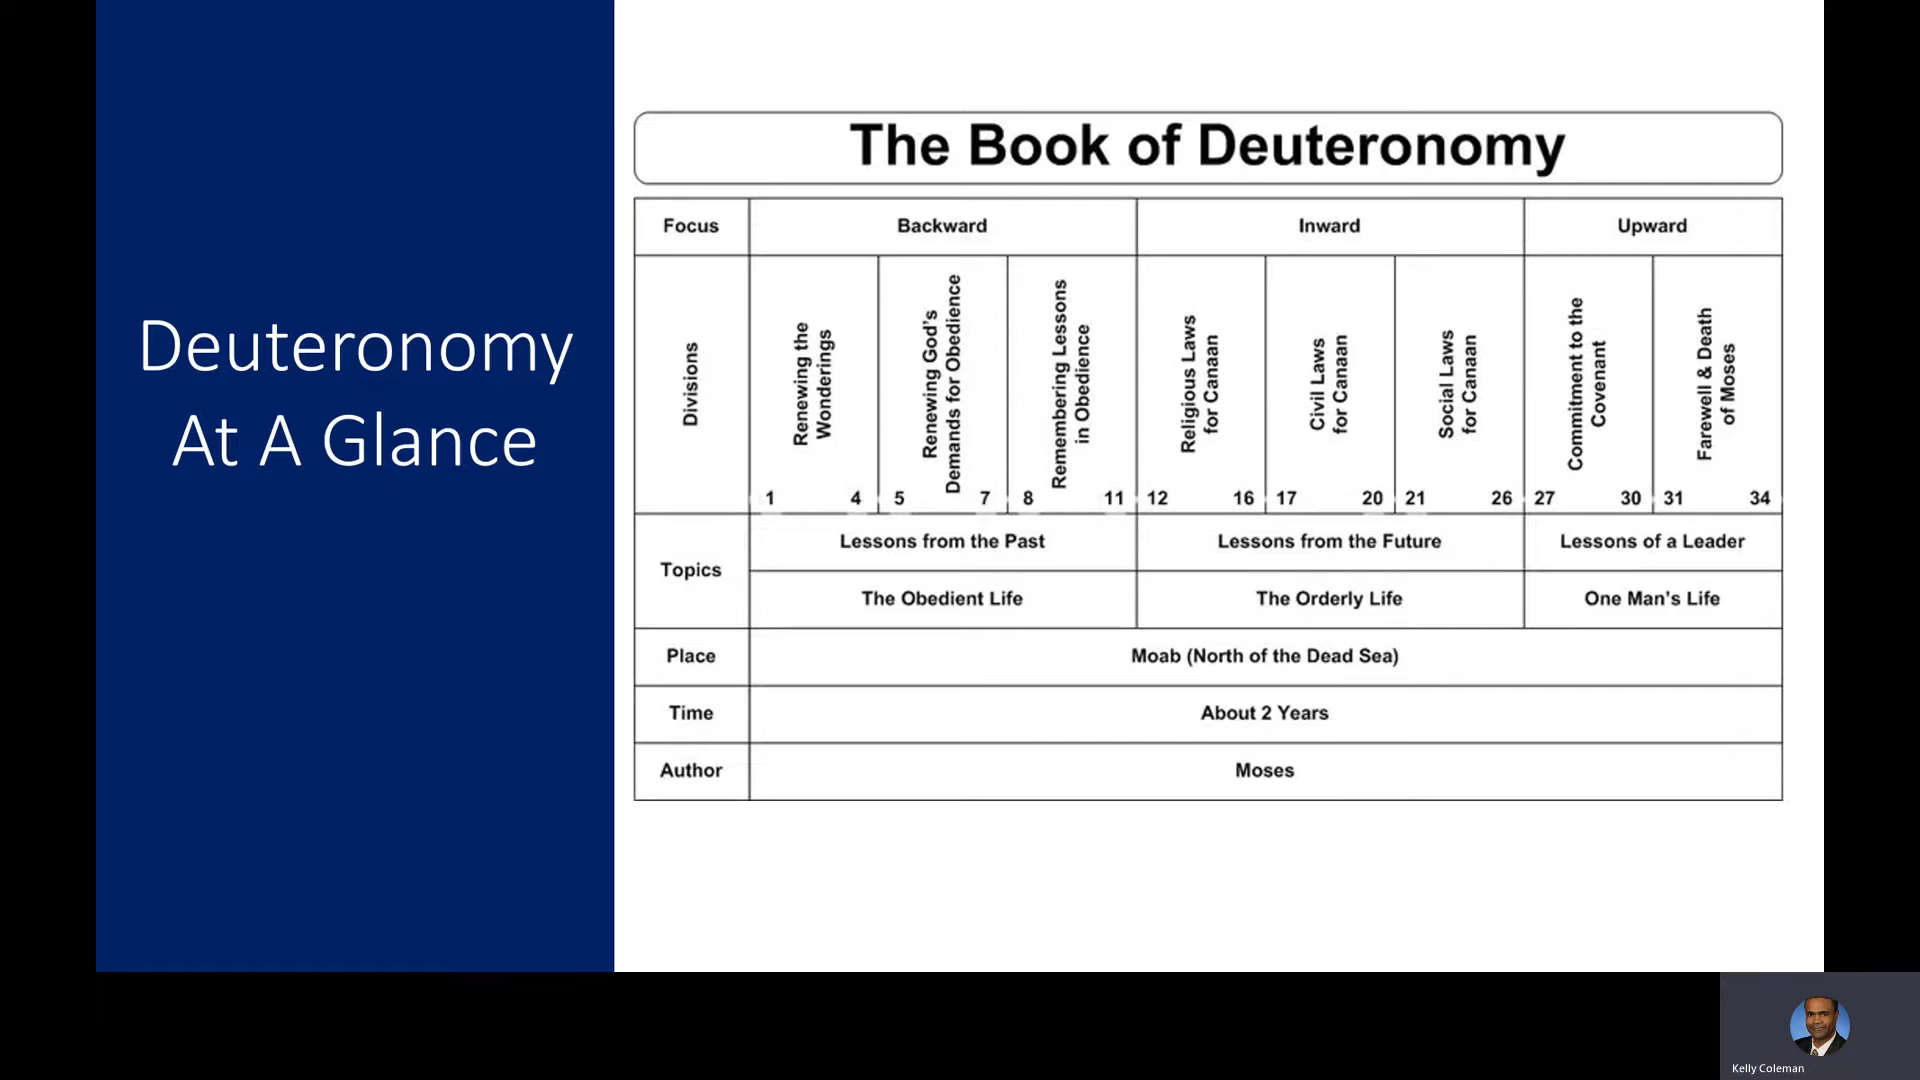 Deuteronomy
At A Glance
The Book of Deuteronomy
Focus
Backward
Inward
Upward
Divisions
Renewing the
Wonderings
1 4
Renewing God's
Demands for Obedience
5 7
Remembering Lessons
in Obedience
8 11
Religious Laws
for Canaan
12 16
Civil Laws
for Canaan
17 20
Social Laws
for Canaan
21 26
Commitment to the
Covenant
27 30
Farewell & Death
of Moses
31 34
Topics
Lessons from the Past
Lessons from the Future
Lessons of a Leader
The Obedient Life
The Orderly Life
One Man's Life
Place
Moab (North of the Dead Sea)
Time
About 2 Years
Author
Moses
Kelly Coleman